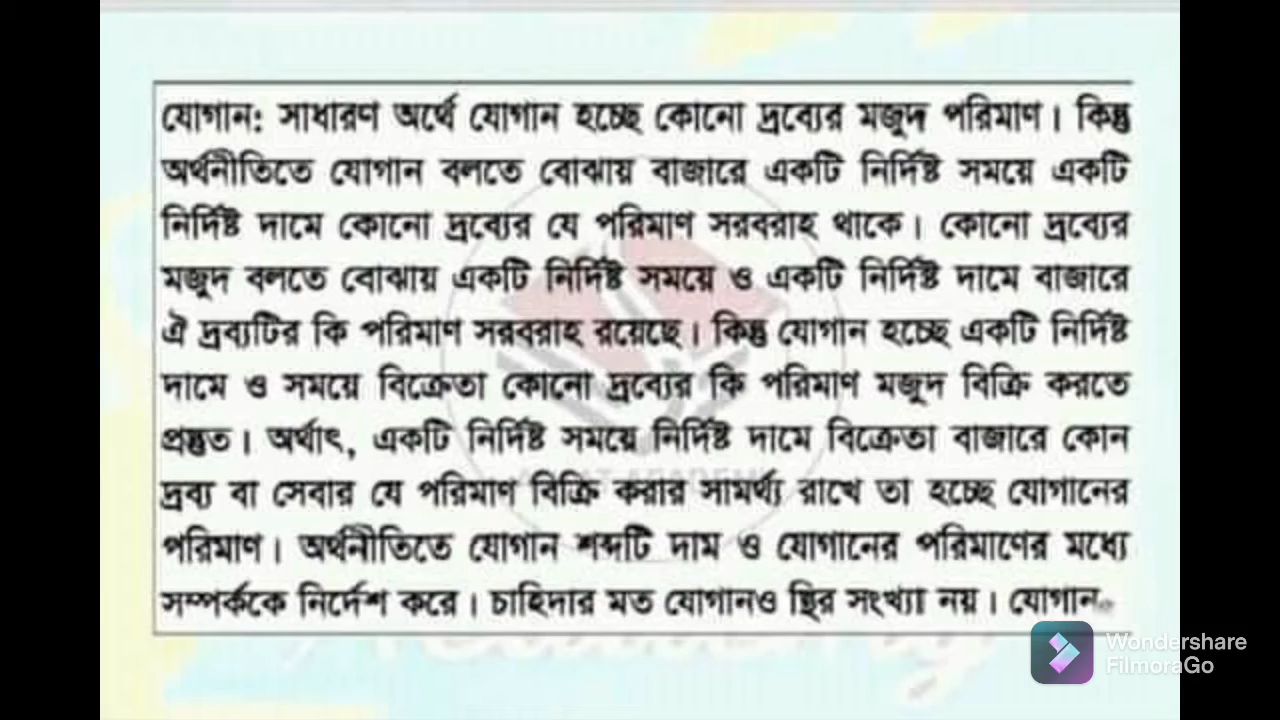 যোগান: সাধারণ অর্থে যোগান হচ্ছে কোনো দ্রব্যের মজুদ পরিমাণ। কিন্তু
অর্থনীতিতে যোগান বলতে বোঝায় বাজারে একটি নির্দিষ্ট সময়ে একটি
নির্দিষ্ট দামে কোনো দ্রব্যের যে পরিমাণ সরবরাহ থাকে। কোনো দ্রব্যের
মজুদ বলতে বোঝায় একটি নির্দিষ্ট সময়ে ও একটি নির্দিষ্ট দামে বাজারে
ঐ দ্রব্যটির কি পরিমাণ সরবরাহ রয়েছে। কিন্তু যোগান হচ্ছে একটি নির্দিষ্ট
দামে ও সময়ে বিক্রেতা কোনো দ্রব্যের কি পরিমাণ মজুদ বিক্রি করতে
প্রস্তুত। অর্থাৎ, একটি নির্দিষ্ট সময়ে নির্দিষ্ট দামে বিক্রেতা বাজারে কোন
দ্রব্য বা সেবার যে পরিমাণ বিক্রি করার সামর্থ্য রাখে তা হচ্ছে যোগানের
পরিমাণ। অর্থনীতিতে যোগান শব্দটি দাম ও যোগানের পরিমাণের মধ্যে
সম্পর্ককে নির্দেশ করে। চাহিদার মত যোগানও স্থির সংখ্যা নয়। যোগান
Wondershare
FilmoraGo